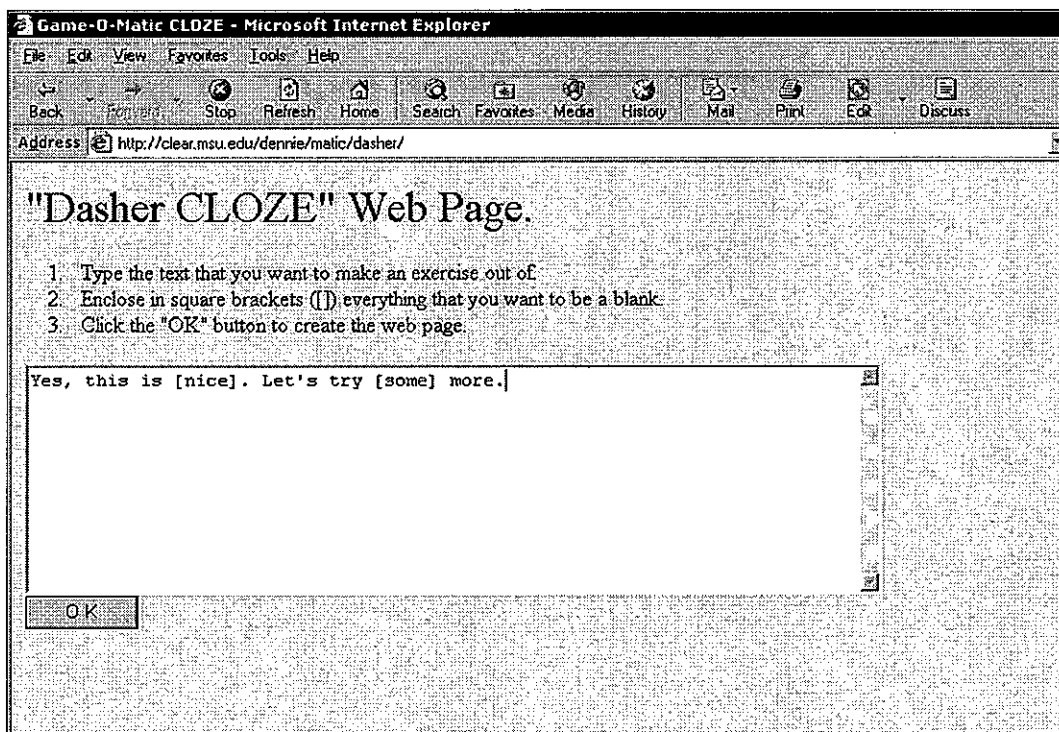 Game-O-Matic CLOZE - Microsoft Internet Explorer
File Edit View Favorites Tools Help
Back Forward Stop Refresh Home Search Favorites Media History Mail Print Edit Discuss
Address http://clear.msu.edu/dennie/matic/dasher/
"Dasher CLOZE" Web Page.
1. Type the text that you want to make an exercise out of.
2. Enclose in square brackets ([]) everything that you want to be a blank.
3. Click the "OK" button to create the web page.
Yes, this is [nice]. Let's try [some] more.
OK